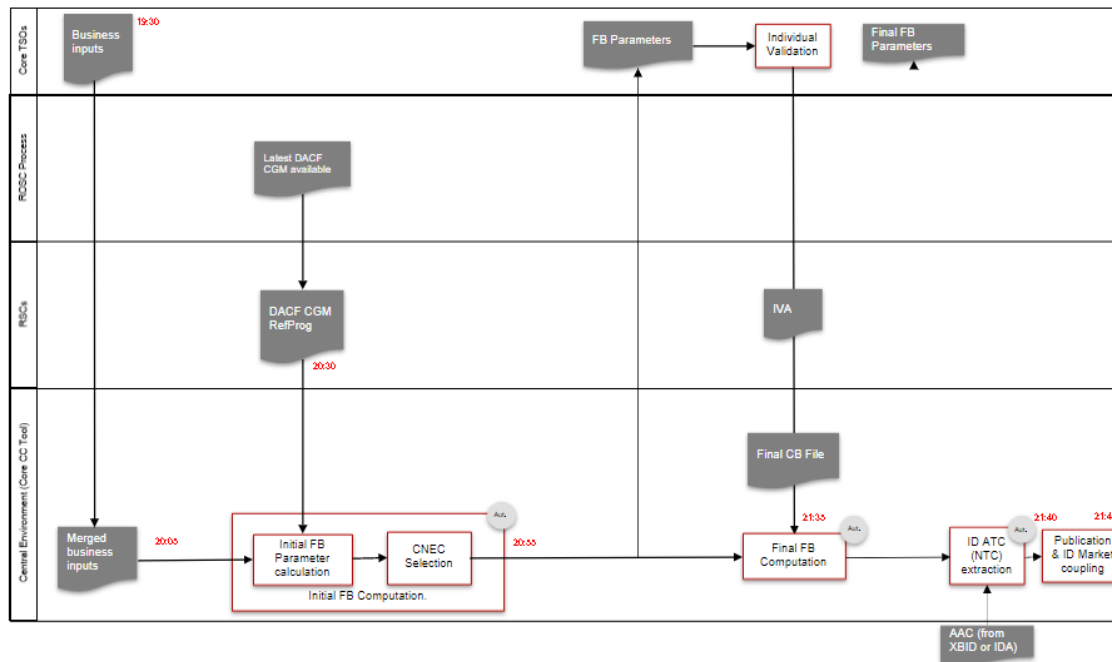 Core TSOs
Business
inputs
19:30
FB Parameters
Individual
Validation
Final FB
Parameters
ROSC Process
Latest DACF
CGM available
RSCs
DACF CGM
RefProg
20:30
IVA
Central Environment (Core CC Tool)
Merged
business
inputs
20:05
Initial FB
Parameter
calculation
CNEC
Selection
Initial FB Computation.
Aut.
20:55
Final CB File
21:35
Aut.
Final FB
Computation
Aut.
21:40
ID ATC
(NTC)
extraction
Publication
& ID Market
coupling
AAC (from
XBID or IDA)